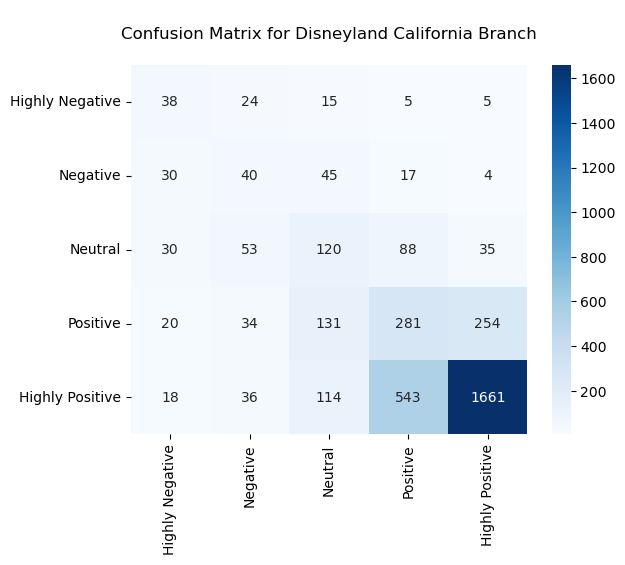 Confusion Matrix for Disneyland California Branch
Highly Negative 38 24 15 5 5
Negative 30 40 45 17 4
Neutral 30 53 120 88 35
Positive 20 34 131 281 254
Highly Positive 18 36 114 543 1661
Highly Negative
Negative
Neutral
Positive
Highly Positive
1600
1400
1200
1000
800
600
400
200